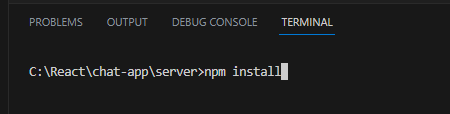 PROBLEMS OUTPUT DEBUG CONSOLE TERMINAL
C:\React\chat-app\server>npm install